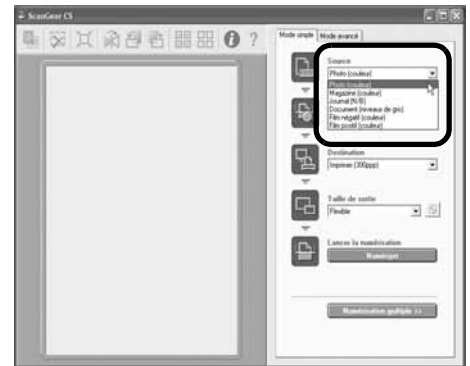 ScanGear CS
Mode simple
Mode avancé
Source
Photo (couleur)
Photo (couleur)
Magazine (couleur)
Journal (N/B)
Document (niveaux de gris)
Film négatif (couleur)
Film positif (couleur)
Destination
Imprimer (300ppp)
Taille de sortie
Flexible
Lancer la numérisation
Numériser
Numérisation multiple >>